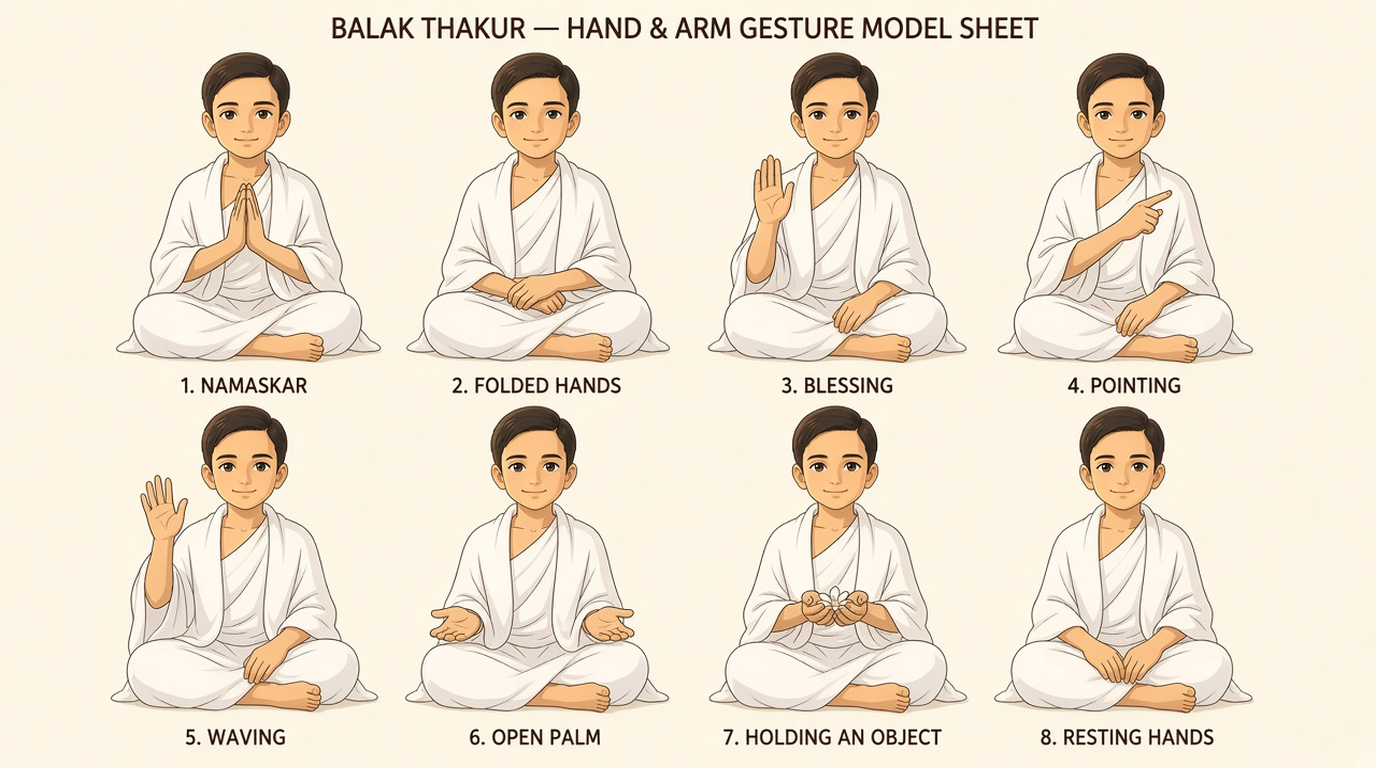 BALAK THAKUR — HAND & ARM GESTURE MODEL SHEET
1. NAMASKAR
2. FOLDED HANDS
3. BLESSING
4. POINTING
5. WAVING
6. OPEN PALM
7. HOLDING AN OBJECT
8. RESTING HANDS